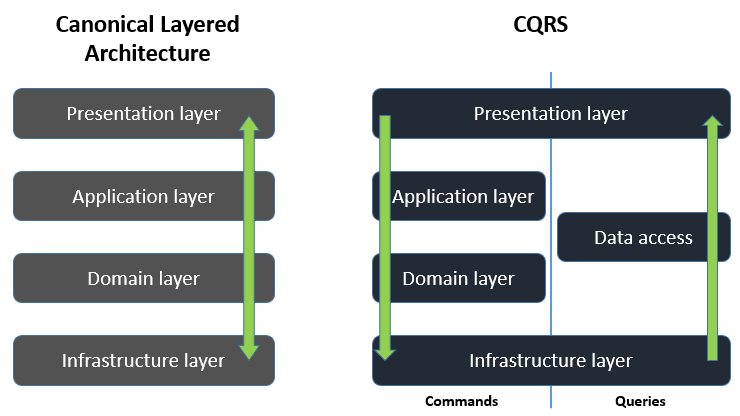 Canonical Layered
Architecture
Presentation layer
Application layer
Domain layer
Infrastructure layer
CQRS
Presentation layer
Application layer
Data access
Domain layer
Infrastructure layer
Commands
Queries